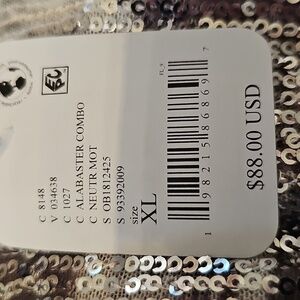 C 8148
V 034638
C 1027
C ALABASTER COMBO
C NEUTR MOT
S OB1812425
S 93392009
size
XL
1 98215 86869 7
$88.00 USD